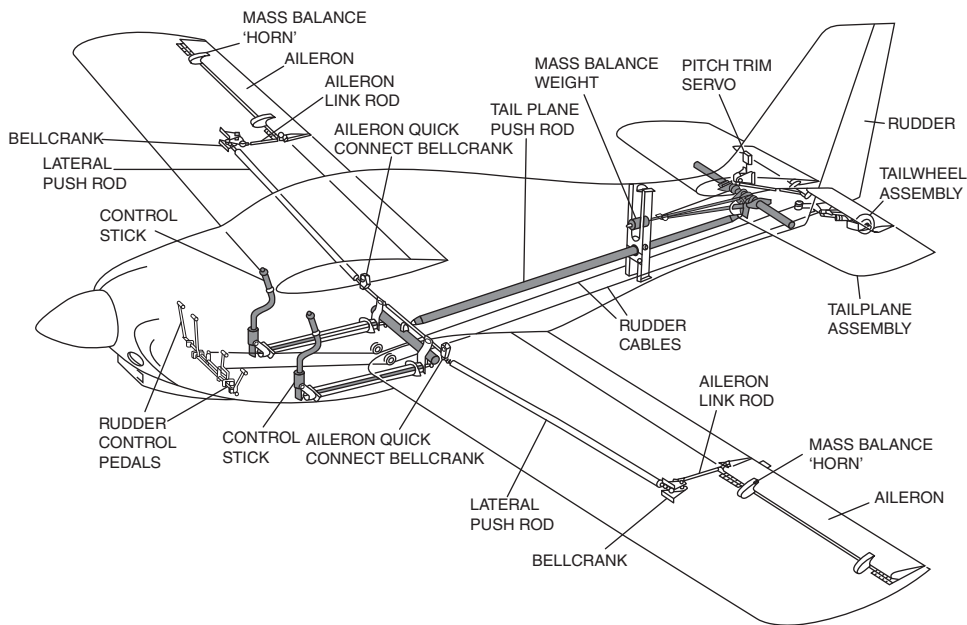 MASS BALANCE
‘HORN’
AILERON
AILERON
LINK ROD
BELLCRANK
LATERAL
PUSH ROD
CONTROL
STICK
AILERON QUICK
CONNECT BELLCRANK
MASS BALANCE
WEIGHT
TAIL PLANE
PUSH ROD
PITCH TRIM
SERVO
RUDDER
TAILWHEEL
ASSEMBLY
TAILPLANE
ASSEMBLY
RUDDER
CABLES
RUDDER
CONTROL
PEDALS
CONTROL
STICK
AILERON QUICK
CONNECT BELLCRANK
LATERAL
PUSH ROD
AILERON
LINK ROD
MASS BALANCE
‘HORN’
AILERON
BELLCRANK